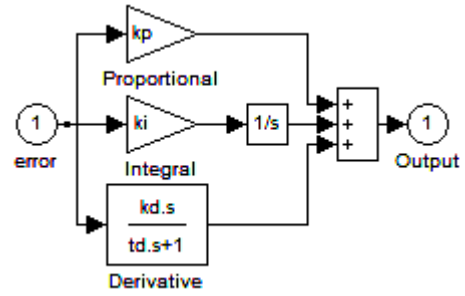 kp
Proportional
1
error
ki
Integral
1/s
+
+
+
1
Output
kd.s
td.s+1
Derivative